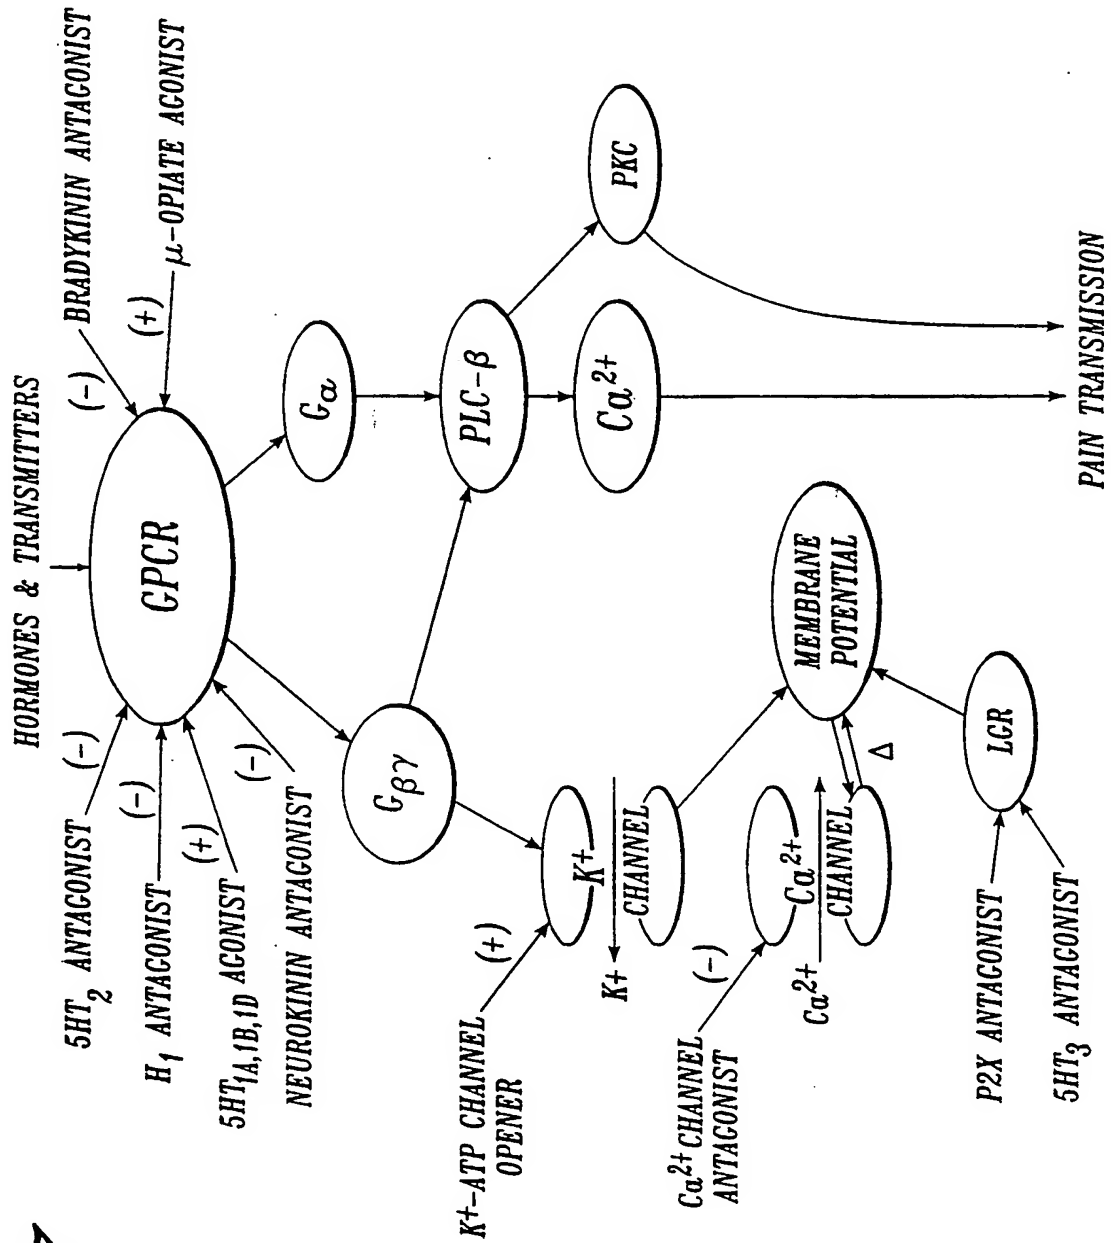 HORMONES & TRANSMITTERS
5HT2 ANTAGONIST
(-)
H1 ANTAGONIST
(-)
5HT1A,1B,1D AGONIST
(+)
NEUROKININ ANTAGONIST
(-)
GPCR
BRADYKININ ANTAGONIST
(-)
μ-OPIATE AGONIST
(+)
Gβγ
Gα
PLC-β
PKC
Ca2+
K+-ATP CHANNEL
OPENER
(+)
K+
K+
CHANNEL
Ca2+ CHANNEL
ANTAGONIST
(-)
Ca2+
Ca2+
CHANNEL
Δ
MEMBRANE
POTENTIAL
LGR
P2X ANTAGONIST
5HT3 ANTAGONIST
PAIN TRANSMISSION